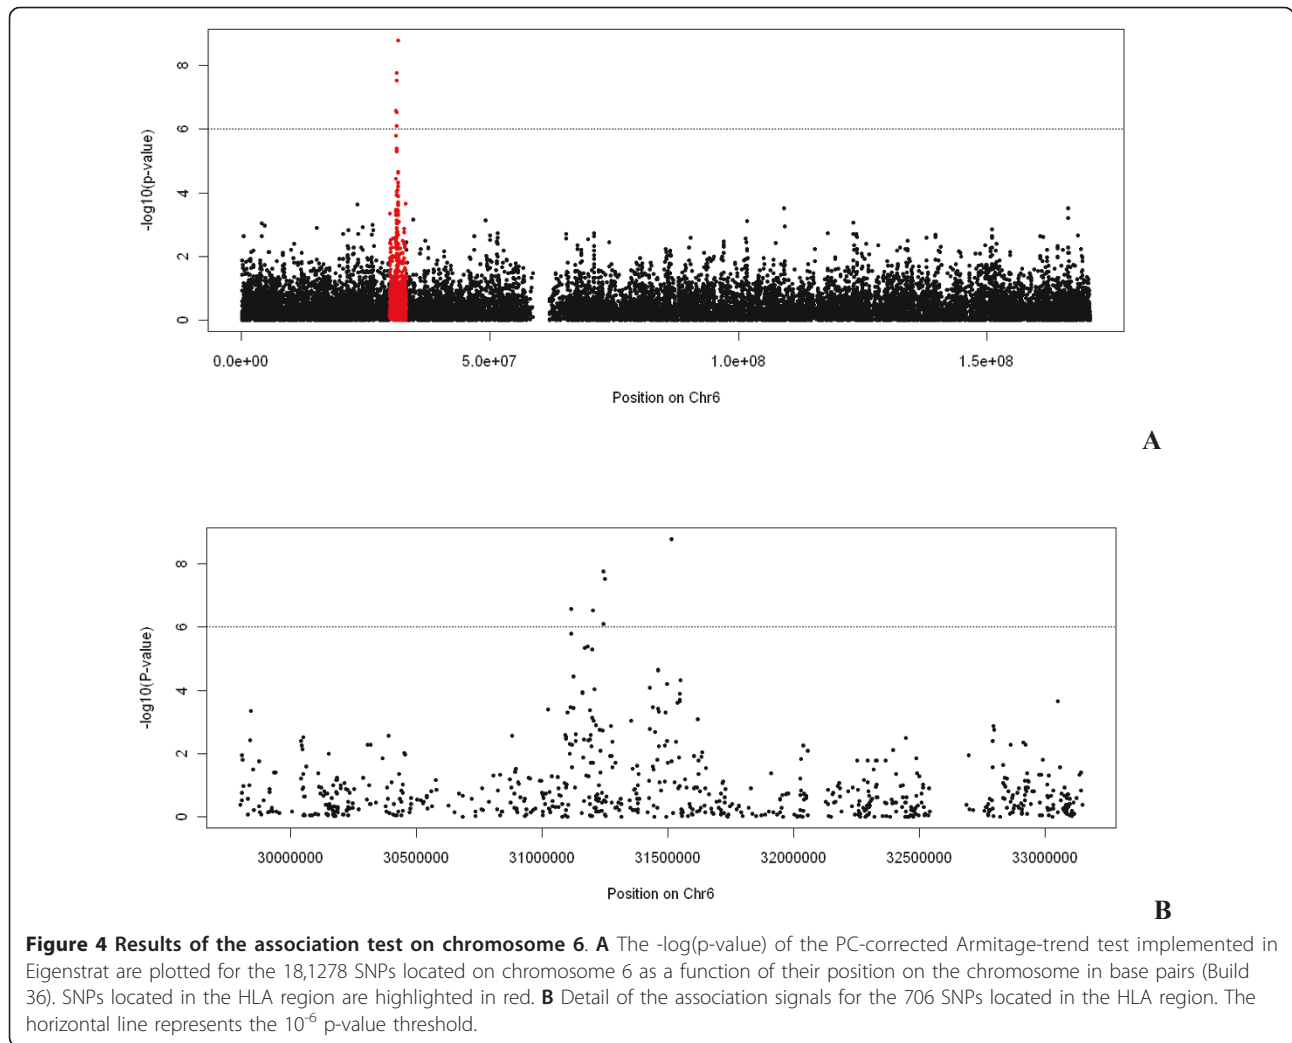 8
6
4
2
0
-log10(p-value)
0.0e+00 5.0e+07 1.0e+08 1.5e+08
Position on Chr6
A
8
6
4
2
0
-log10(P-value)
30000000 30500000 31000000 31500000 32000000 32500000 33000000
Position on Chr6
B
Figure 4 Results of the association test on chromosome 6. A The -log(p-value) of the PC-corrected Armitage-trend test implemented in
Eigenstrat are plotted for the 18,1278 SNPs located on chromosome 6 as a function of their position on the chromosome in base pairs (Build
36). SNPs located in the HLA region are highlighted in red. B Detail of the association signals for the 706 SNPs located in the HLA region. The
horizontal line represents the 10⁻⁶ p-value threshold.